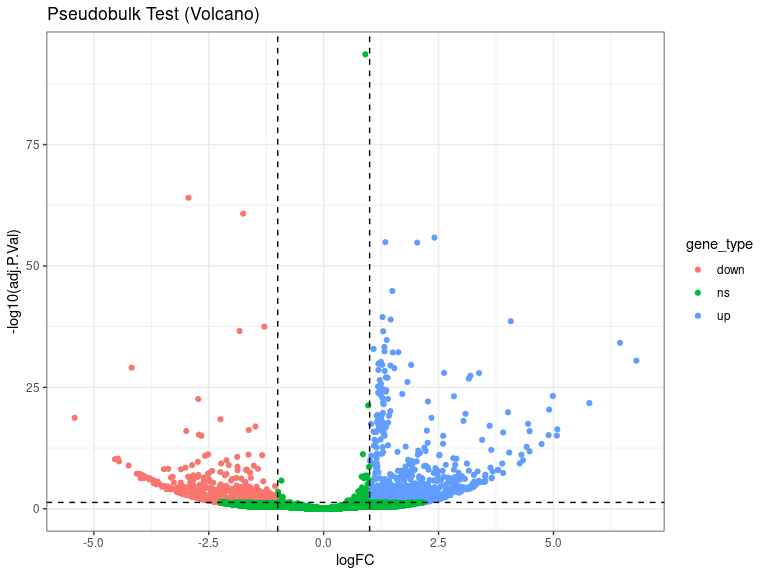 Pseudobulk Test (Volcano)
-log10(adj.P.Val)
75
50
25
0
-5.0 -2.5 0.0 2.5 5.0
logFC
gene_type
down
ns
up